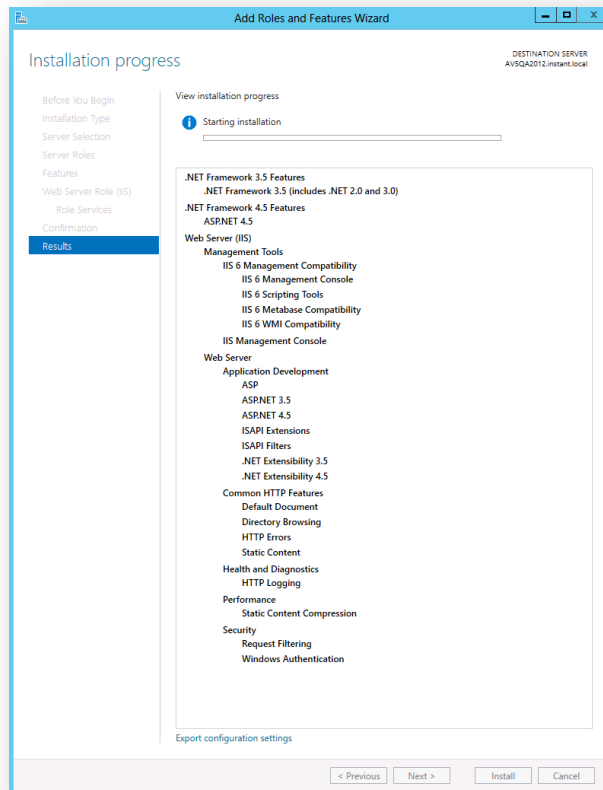 Add Roles and Features Wizard
Installation progress
DESTINATION SERVER
AV5QA2012.instant.local
Before You Begin
Installation Type
Server Selection
Server Roles
Features
Web Server Role (IIS)
Role Services
Confirmation
Results
View installation progress
Starting installation
.NET Framework 3.5 Features
.NET Framework 3.5 (includes .NET 2.0 and 3.0)
.NET Framework 4.5 Features
ASP.NET 4.5
Web Server (IIS)
Management Tools
IIS 6 Management Compatibility
IIS 6 Management Console
IIS 6 Scripting Tools
IIS 6 Metabase Compatibility
IIS 6 WMI Compatibility
IIS Management Console
Web Server
Application Development
ASP
ASP.NET 3.5
ASP.NET 4.5
ISAPI Extensions
ISAPI Filters
.NET Extensibility 3.5
.NET Extensibility 4.5
Common HTTP Features
Default Document
Directory Browsing
HTTP Errors
Static Content
Health and Diagnostics
HTTP Logging
Performance
Static Content Compression
Security
Request Filtering
Windows Authentication
Export configuration settings
< Previous
Next >
Install
Cancel